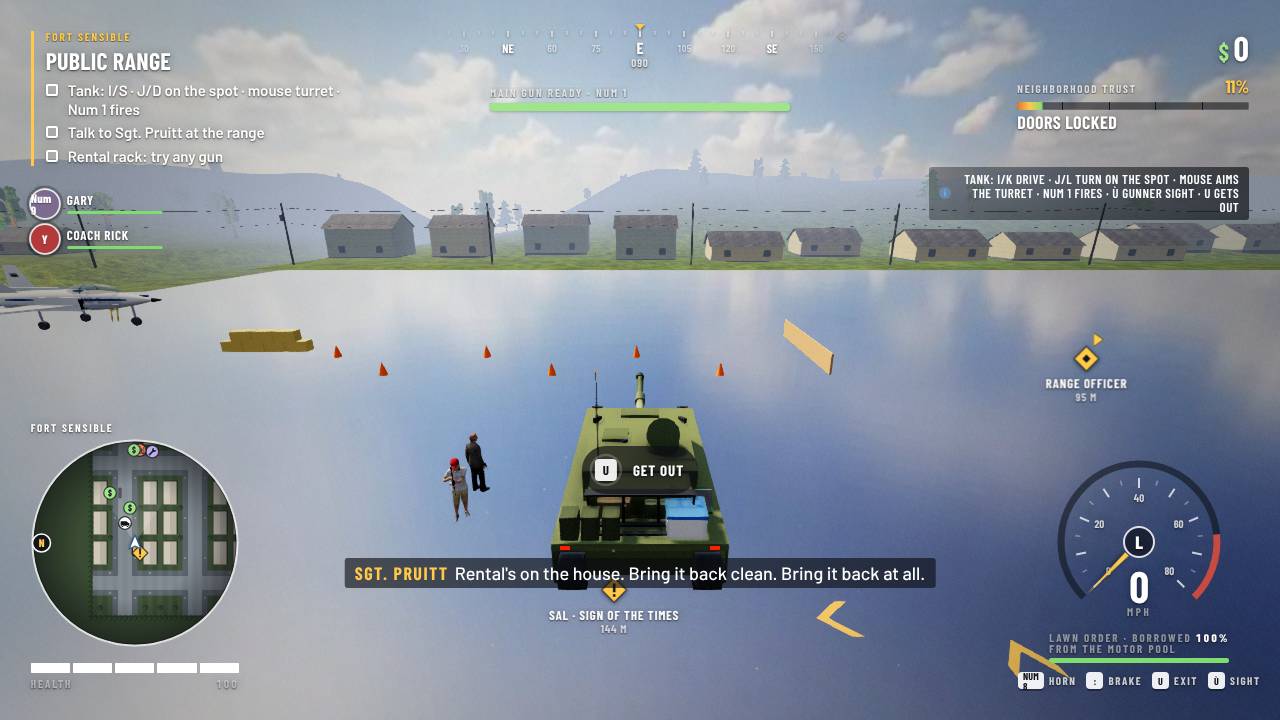 FORT SENSIBLE
PUBLIC RANGE
Tank: I/S · J/D on the spot · mouse turret ·
Num 1 fires
Talk to Sgt. Pruitt at the range
Rental rack: try any gun
Num 9
GARY
Y
COACH RICK
30 NE 60 75 E 105 120 SE 150
090
MAIN GUN READY · NUM 1
$ 0
NEIGHBORHOOD TRUST 11%
DOORS LOCKED
TANK: I/K DRIVE · J/L TURN ON THE SPOT · MOUSE AIMS
THE TURRET · NUM 1 FIRES · Ù GUNNER SIGHT · U GETS
OUT
RANGE OFFICER
95 M
U GET OUT
SGT. PRUITT Rental's on the house. Bring it back clean. Bring it back at all.
SAL · SIGN OF THE TIMES
144 M
FORT SENSIBLE
N
HEALTH 100
20 40 60 80
L
0
MPH
LAWN ORDER · BORROWED 100%
FROM THE MOTOR POOL
NUM 8 HORN : BRAKE U EXIT Ù SIGHT